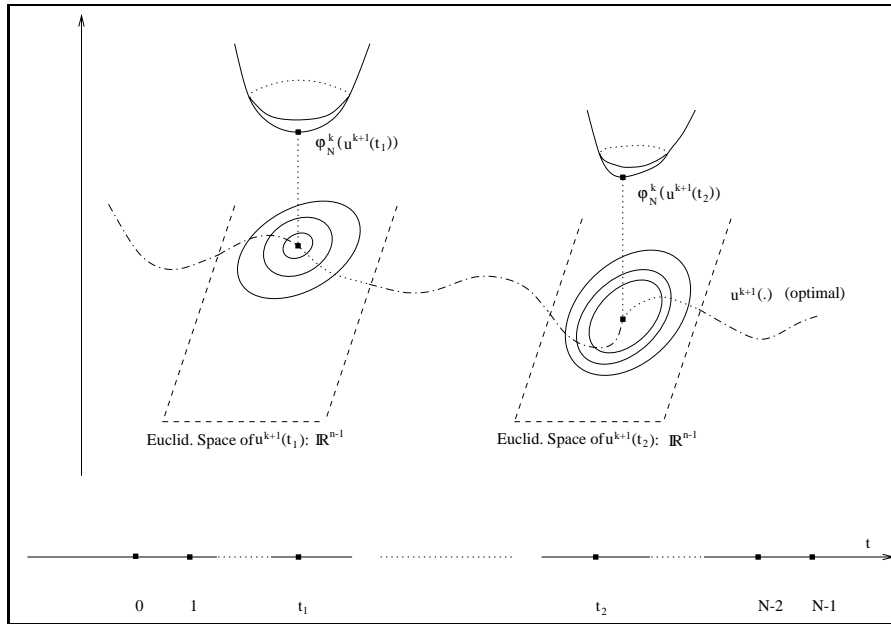 φ_N^k(u^{k+1}(t_1))
φ_N^k(u^{k+1}(t_2))
u^{k+1}(.) (optimal)
Euclid. Space of u^{k+1}(t_1): ℝ^{n-1}
Euclid. Space of u^{k+1}(t_2): ℝ^{n-1}
t
0 1 t_1 t_2 N-2 N-1